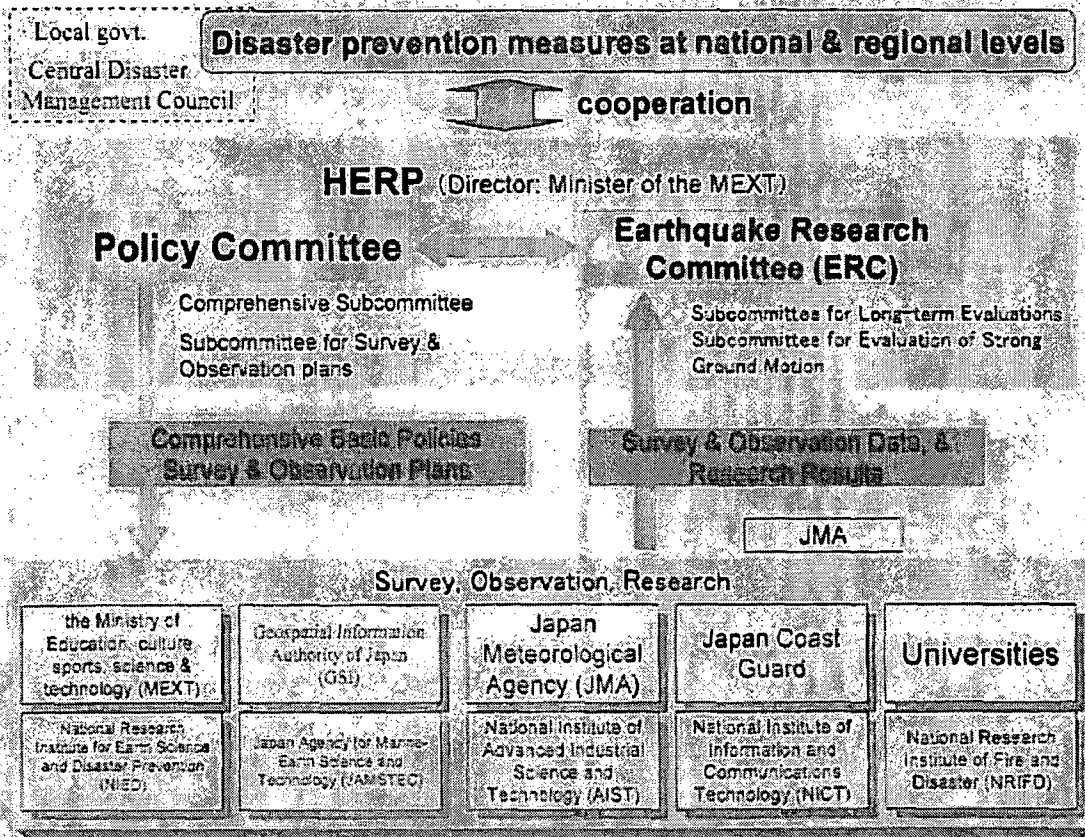 Local govt.
Central Disaster
Management Council
Disaster prevention measures at national & regional levels
cooperation
HERP (Director: Minister of the MEXT)
Policy Committee
Comprehensive Subcommittee
Subcommittee for Survey &
Observation plans
Earthquake Research
Committee (ERC)
Subcommittee for Long-term Evaluations
Subcommittee for Evaluation of Strong
Ground Motion
Comprehensive Basic Policies
Survey & Observation Plans
Survey & Observation Data, &
Research Results
JMA
Survey, Observation, Research
the Ministry of
Education, culture
sports, science &
technology (MEXT)
Geospatial Information
Authority of Japan
(GSI)
Japan
Meteorological
Agency (JMA)
Japan Coast
Guard
Universities
National Research
Institute for Earth Science
and Disaster Prevention
(NIED)
Japan Agency for Marine-
Earth Science and
Technology (JAMSTEC)
National Institute of
Advanced Industrial
Science and
Technology (AIST)
National Institute of
Information and
Communications
Technology (NICT)
National Research
Institute of Fire and
Disaster (NRIFD)